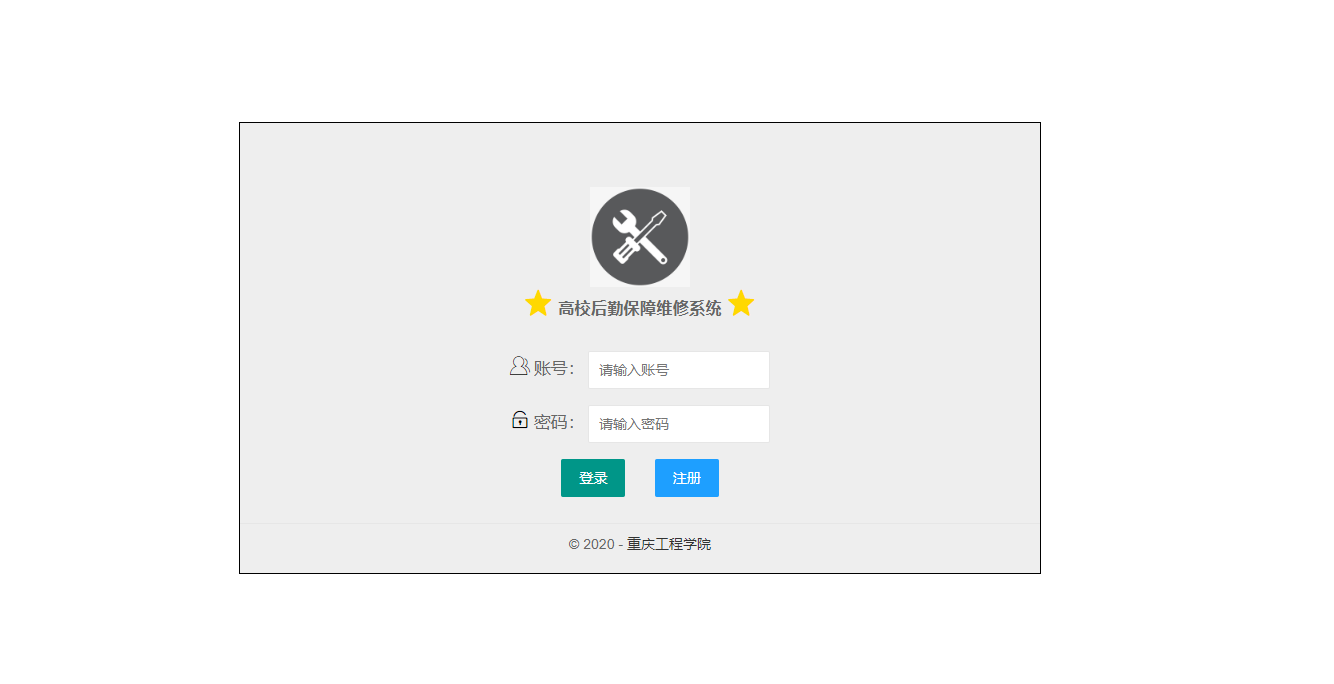 高校后勤保障维修系统
账号： 请输入账号
密码： 请输入密码
登录 注册
© 2020 - 重庆工程学院